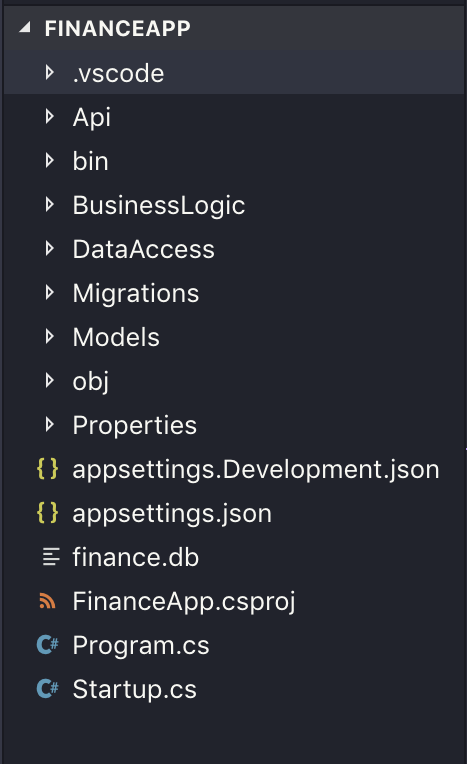 FINANCEAPP
.vscode
Api
bin
BusinessLogic
DataAccess
Migrations
Models
obj
Properties
{ } appsettings.Development.json
{ } appsettings.json
finance.db
FinanceApp.csproj
C# Program.cs
C# Startup.cs